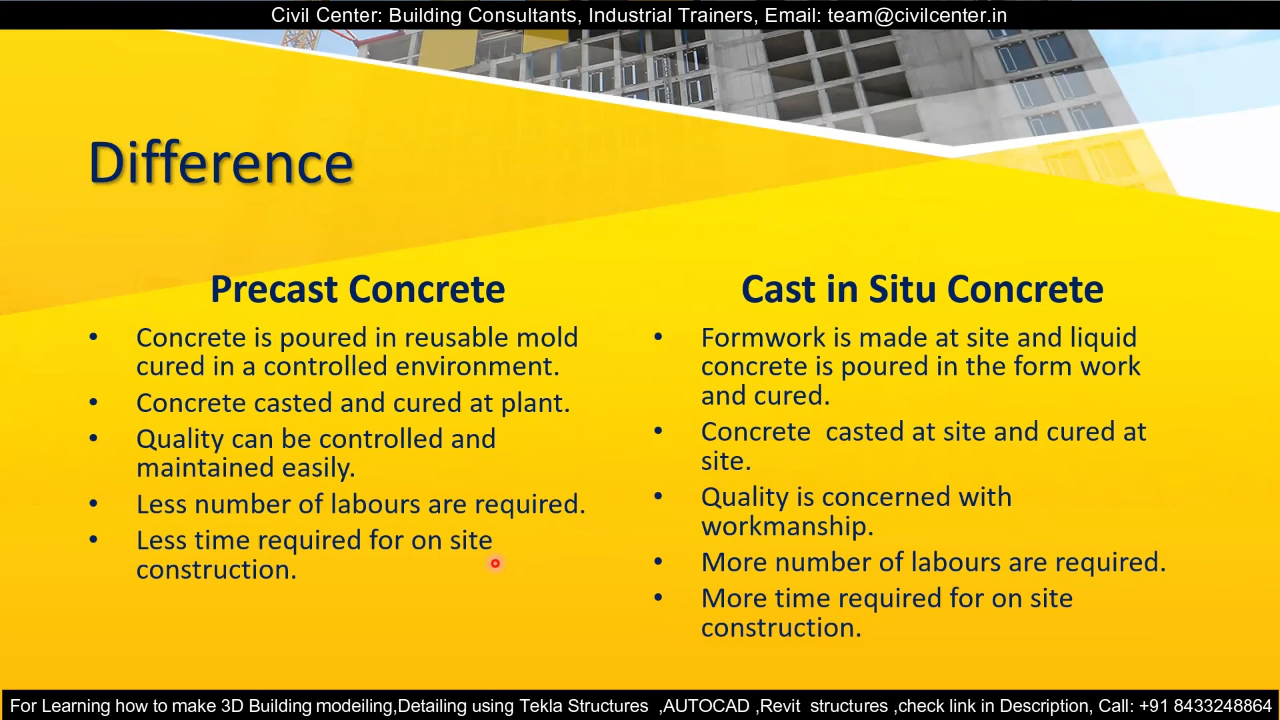 Civil Center: Building Consultants, Industrial Trainers, Email: team@civilcenter.in
Difference
Precast Concrete
• Concrete is poured in reusable mold
cured in a controlled environment.
• Concrete casted and cured at plant.
• Quality can be controlled and
maintained easily.
• Less number of labours are required.
• Less time required for on site
construction.
Cast in Situ Concrete
• Formwork is made at site and liquid
concrete is poured in the form work
and cured.
• Concrete  casted at site and cured at
site.
• Quality is concerned with
workmanship.
• More number of labours are required.
• More time required for on site
construction.
For Learning how to make 3D Building modeiling,Detailing using Tekla Structures  ,AUTOCAD ,Revit  structures ,check link in Description, Call: +91 8433248864